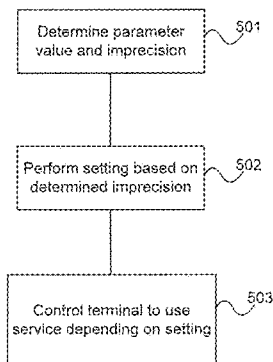 Determine parameter
value and imprecision
501
Perform setting based on
determined imprecision
502
Control terminal to use
service depending on setting
503